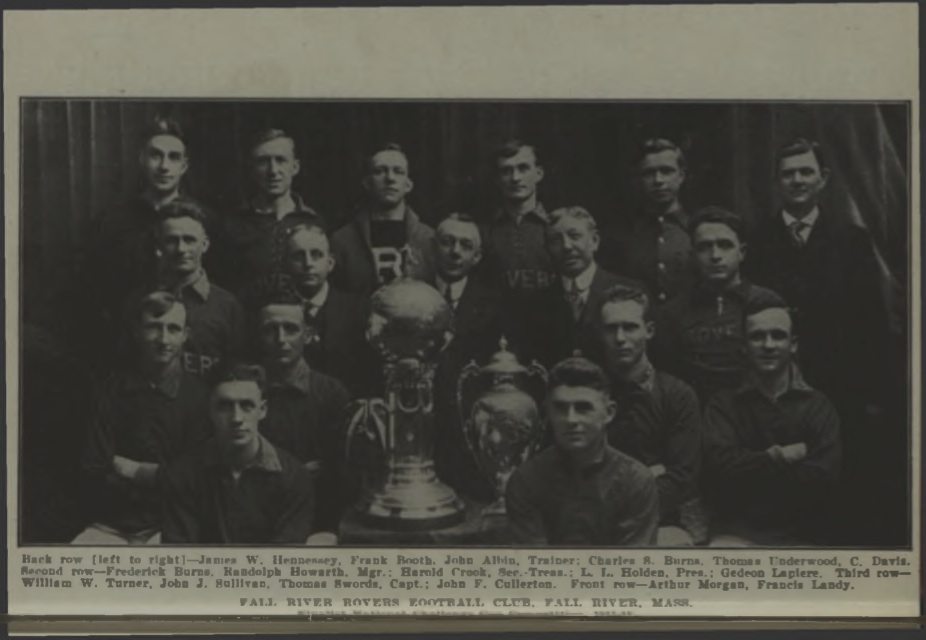 R
VERS
ERS
OVE
Back row [left to right]—James W. Hennessey, Frank Booth, John Albin, Trainer; Charles S. Burns, Thomas Underwood, C. Davis.
Second row—Frederick Burns, Randolph Howarth, Mgr.; Harold Crook, Sec.-Treas.; L. L. Holden, Pres.; Gedeon Lapiere. Third row—
William W. Turner, John J. Sullivan, Thomas Swords, Capt.; John F. Cullerton. Front row—Arthur Morgan, Francis Landy.
FALL RIVER ROVERS FOOTBALL CLUB, FALL RIVER, MASS.